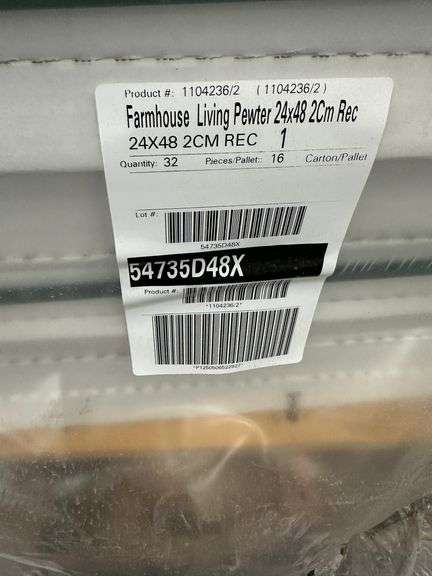 Product #: 1104236/2 ( 1104236/2 )
Farmhouse Living Pewter 24x48 2Cm Rec
24X48 2CM REC 1
Quantity: 32 Pieces/Pallet:: 16 Carton/Pallet
Lot #:
54735D48X
54735D48X
Product #:
*1104236/2*